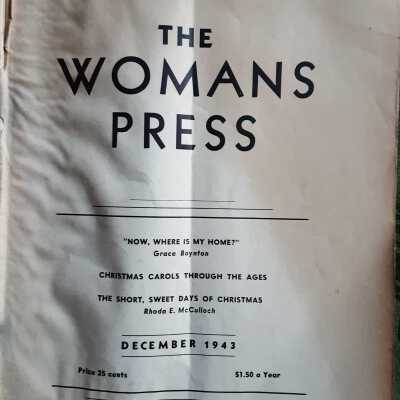 THE
WOMANS
PRESS
"NOW, WHERE IS MY HOME?"
Grace Boynton
CHRISTMAS CAROLS THROUGH THE AGES
THE SHORT, SWEET DAYS OF CHRISTMAS
Rhoda E. McCulloch
DECEMBER 1943
Price 25 cents $1.50 a Year